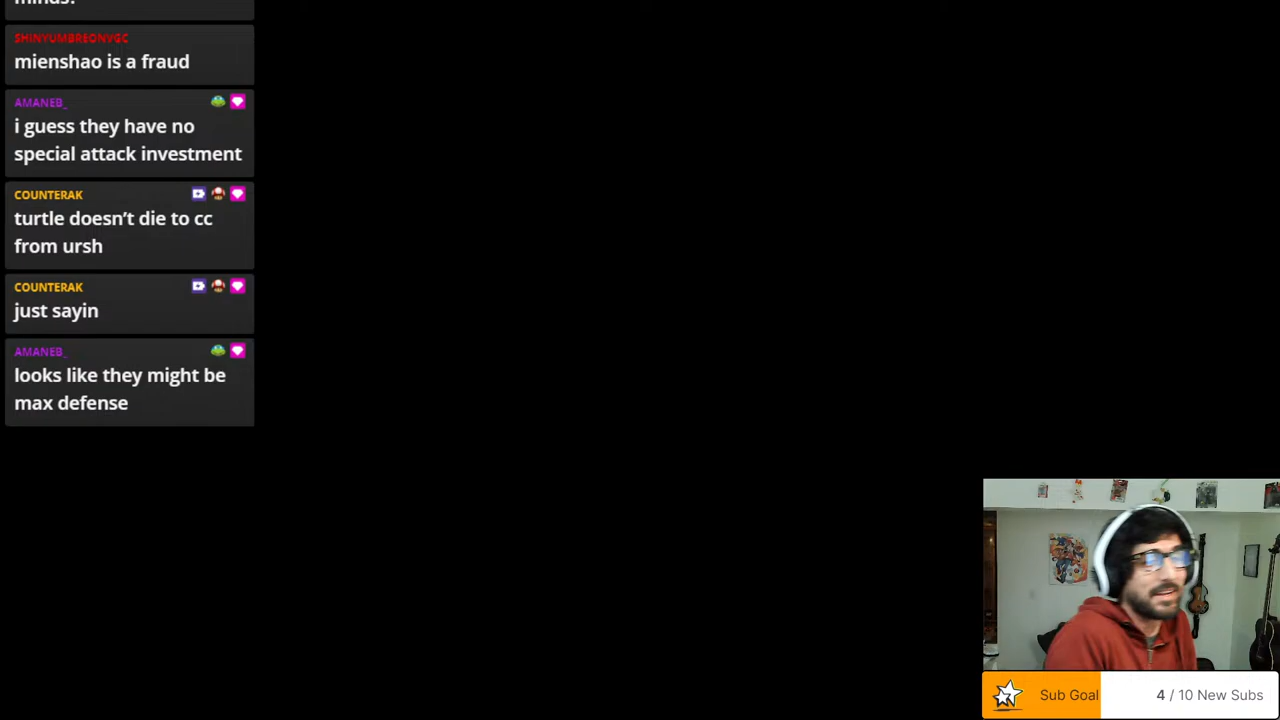 minds?
SHINYUMBREONVGC
mienshao is a fraud
AMANEB_
i guess they have no
special attack investment
COUNTERAK
turtle doesn't die to cc
from ursh
COUNTERAK
just sayin
AMANEB_
looks like they might be
max defense
Sub Goal
4 / 10 New Subs